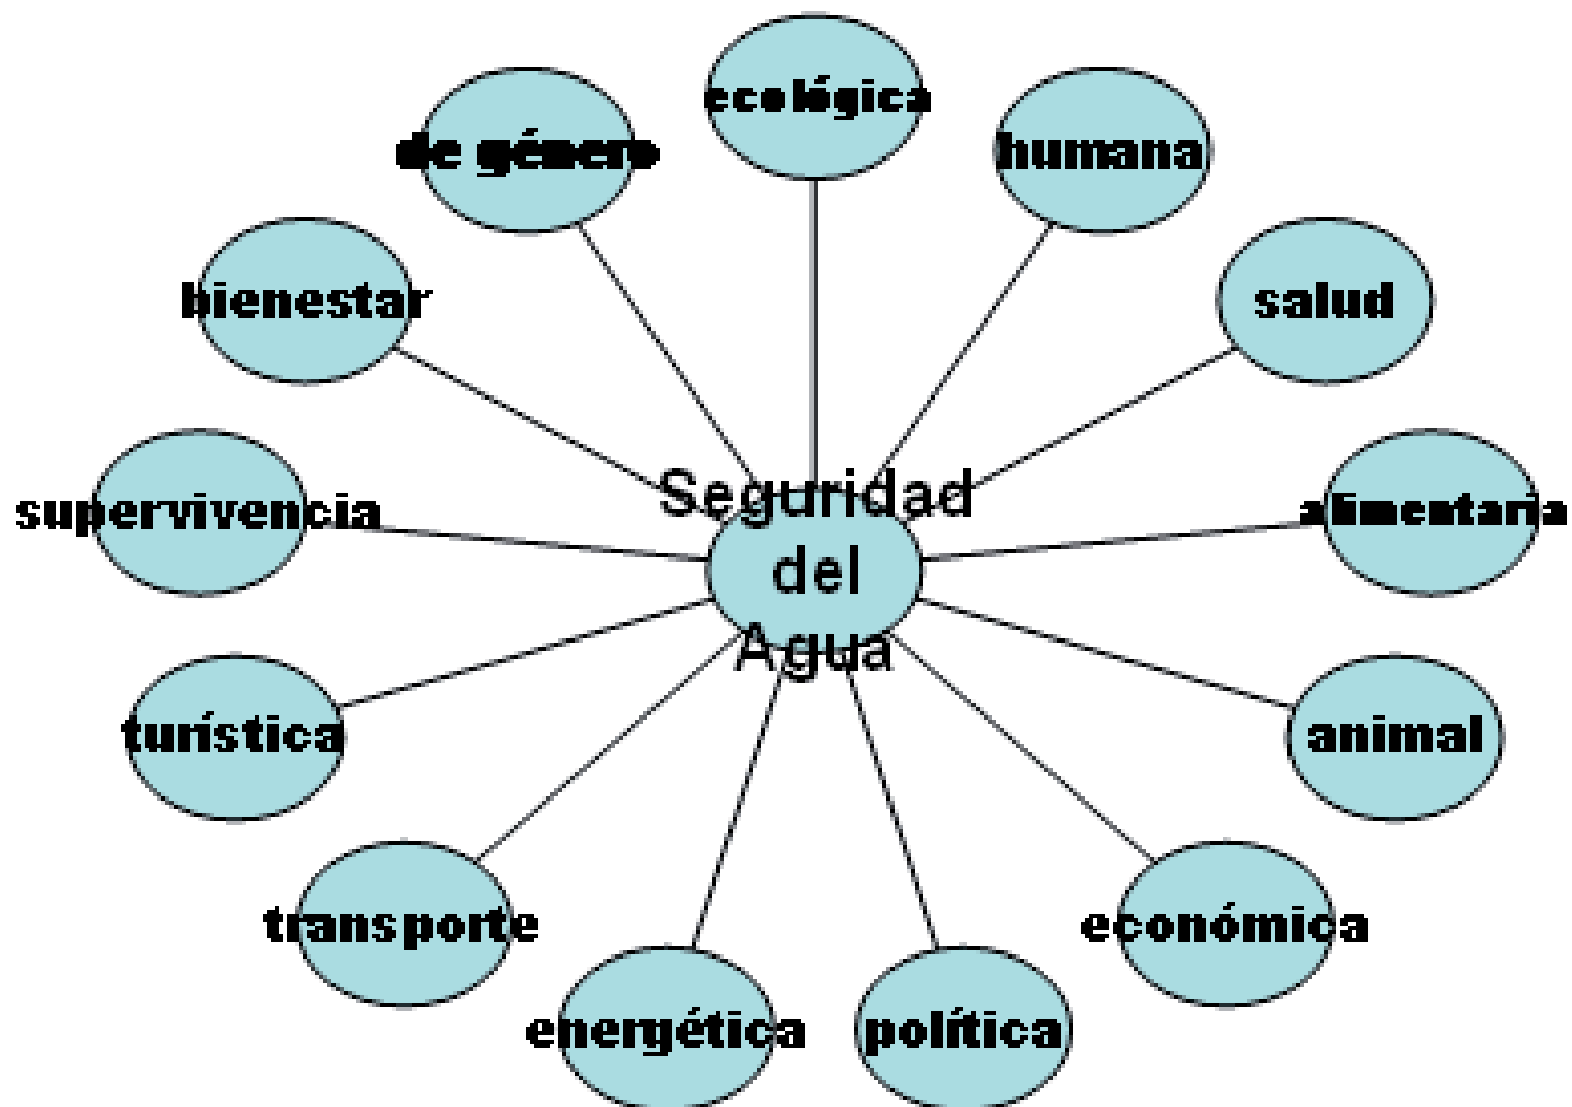 ecológica
de género
humana
bienestar
salud
Seguridad
del
Agua
supervivencia
alimentaria
turística
animal
transporte
económica
energética
política